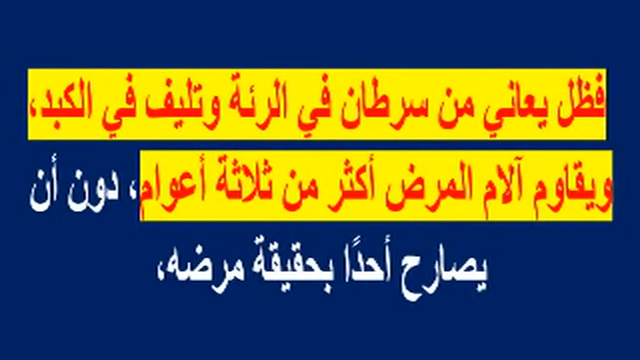 فظل يعاني من سرطان في الرئة وتليف في الكبد،
ويقاوم آلام المرض أكثر من ثلاثة أعوام، دون أن
يصارح أحدًا بحقيقة مرضه،